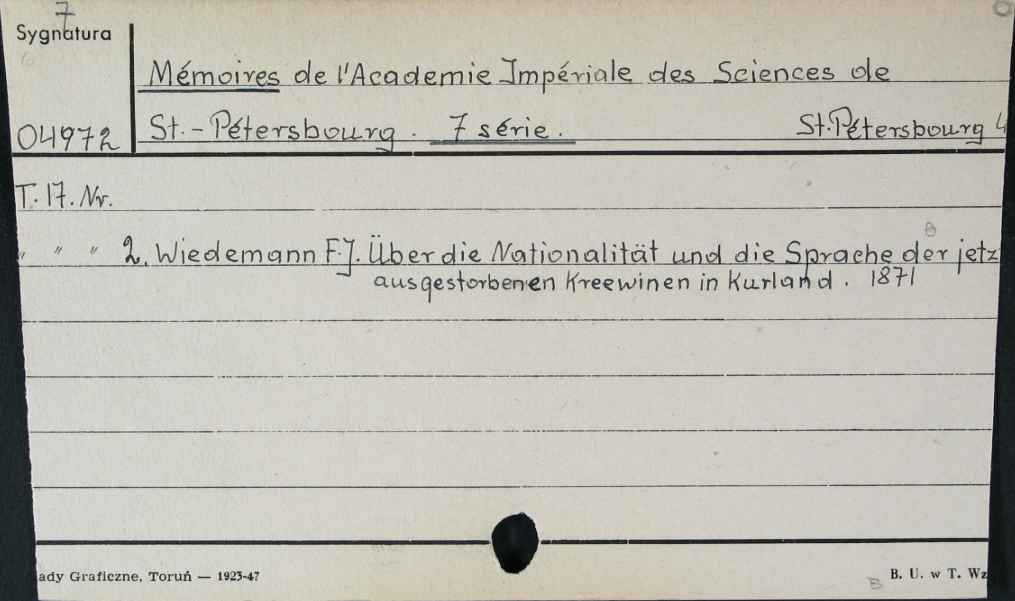 7
Sygnatura
Mémoires de l'Academie Impériale des Sciences de
04972 St.-Pétersbourg. 7 série. St.Pétersbourg 4
T. 17. Nr.
" " " 2. Wiedemann F.J. Über die Nationalität und die Sprache der jetz
ausgestorbenen Kreewinen in Kurland. 1871
ady Graficzne, Toruń — 1923-47
B. U. w T. Wz